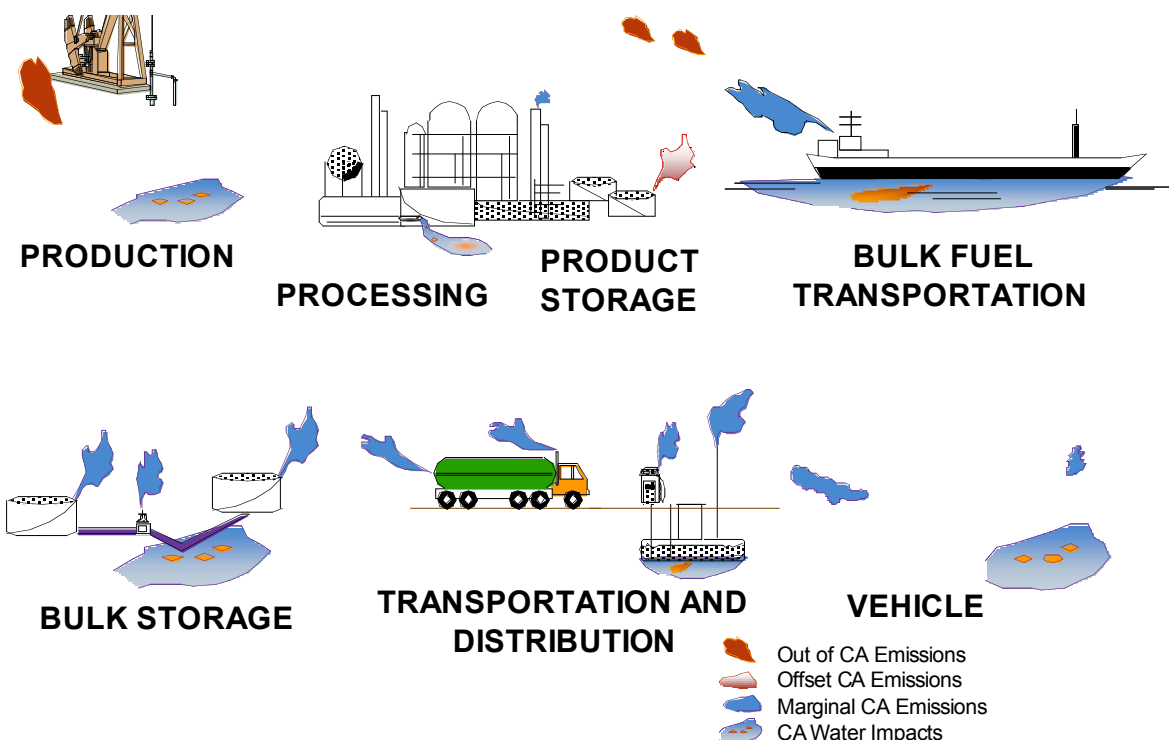 PRODUCTION
PROCESSING
PRODUCT
STORAGE
BULK FUEL
TRANSPORTATION
BULK STORAGE
TRANSPORTATION AND
DISTRIBUTION
VEHICLE
Out of CA Emissions
Offset CA Emissions
Marginal CA Emissions
CA Water Impacts